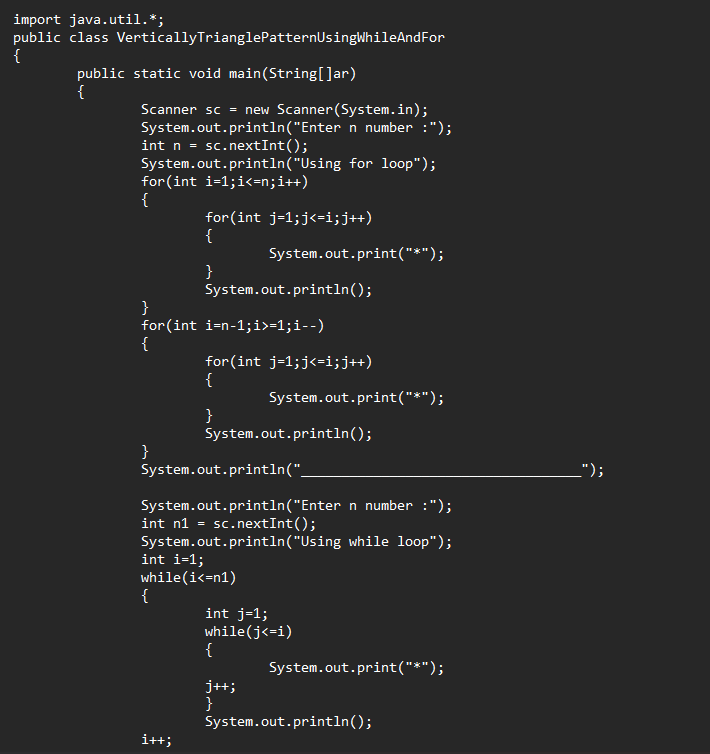 import java.util.*;
public class VerticallyTrianglePatternUsingWhileAndFor
{
        public static void main(String[]ar)
        {
                Scanner sc = new Scanner(System.in);
                System.out.println("Enter n number :");
                int n = sc.nextInt();
                System.out.println("Using for loop");
                for(int i=1;i<=n;i++)
                {
                        for(int j=1;j<=i;j++)
                        {
                                System.out.print("*");
                        }
                        System.out.println();
                }
                for(int i=n-1;i>=1;i--)
                {
                        for(int j=1;j<=i;j++)
                        {
                                System.out.print("*");
                        }
                        System.out.println();
                }
                System.out.println("___________________________________");

                System.out.println("Enter n number :");
                int n1 = sc.nextInt();
                System.out.println("Using while loop");
                int i=1;
                while(i<=n1)
                {
                        int j=1;
                        while(j<=i)
                        {
                                System.out.print("*");
                        j++;
                        }
                        System.out.println();
                i++;